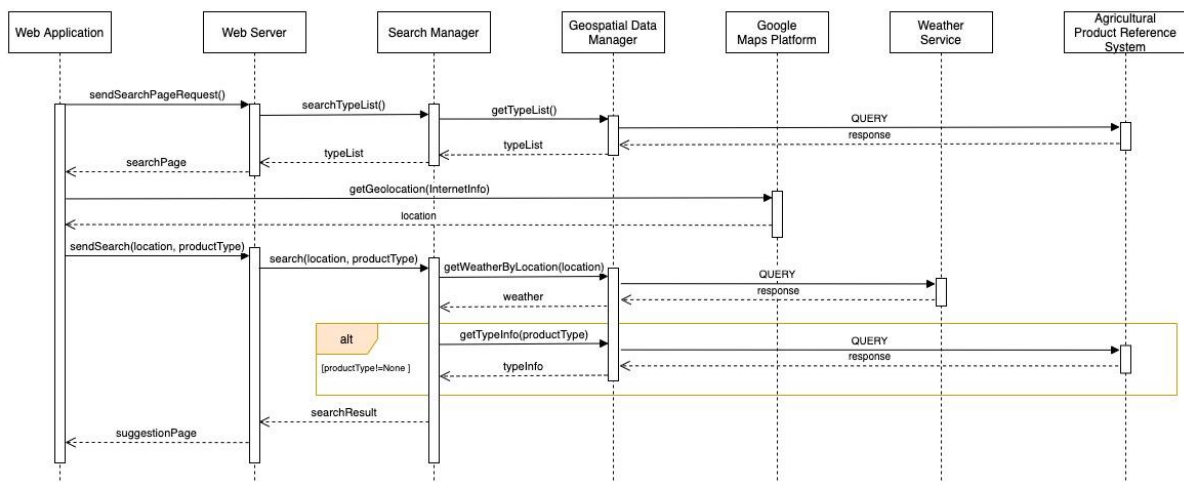 Web Application
Web Server
Search Manager
Geospatial Data
Manager
Google
Maps Platform
Weather
Service
Agricultural
Product Reference
System
sendSearchPageRequest()
searchTypeList()
getTypeList()
QUERY
response
typeList
typeList
searchPage
getGeolocation(InternetInfo)
location
sendSearch(location, productType)
search(location, productType)
getWeatherByLocation(location)
QUERY
response
weather
alt
[productType!=None ]
getTypeInfo(productType)
QUERY
response
typeInfo
searchResult
suggestionPage